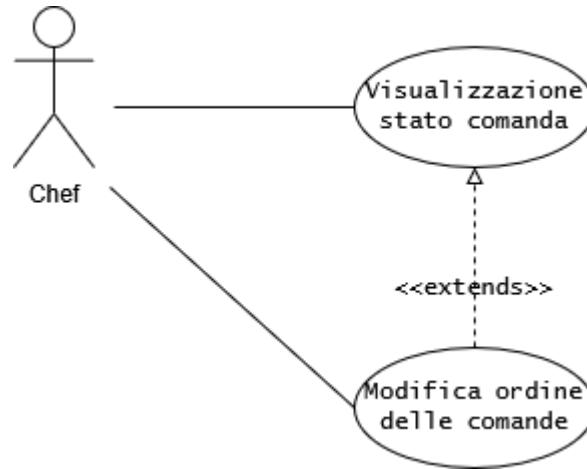 Visualizzazione
stato comanda
Chef
<<extends>>
Modifica ordine
delle comande